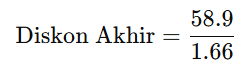 Diskon Akhir = 58.9 / 1.66